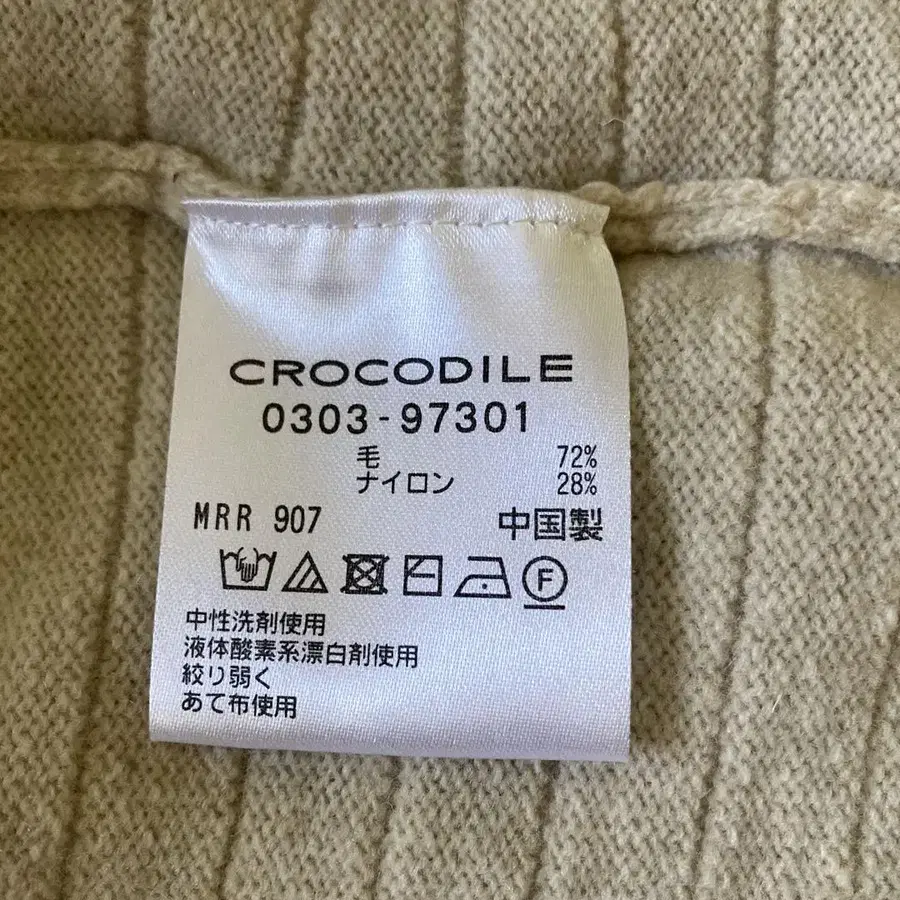 CROCODILE
0303-97301
毛 72%
ナイロン 28%
MRR 907 中国製
F
中性洗剤使用
液体酸素系漂白剤使用
絞り弱く
あて布使用